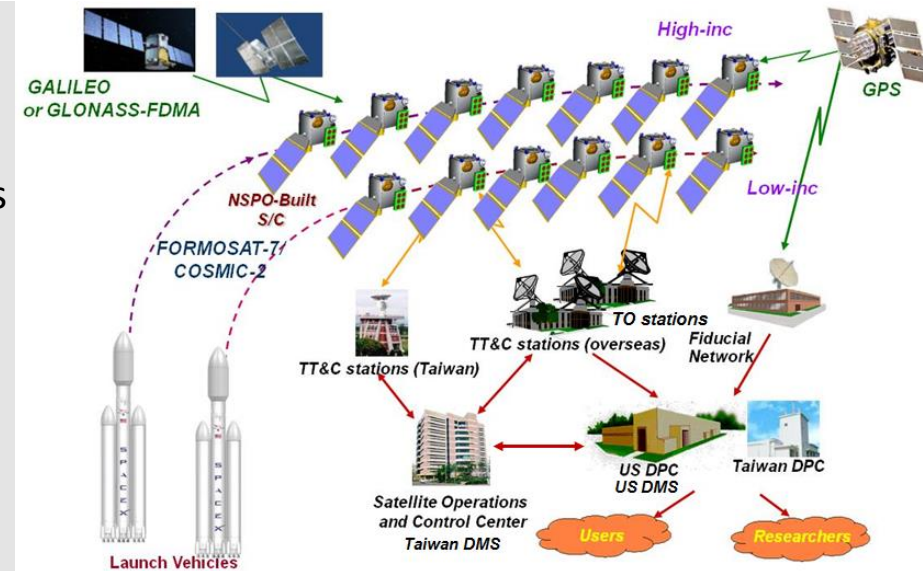 High-inc
GALILEO
or GLONASS-FDMA
GPS
s
NSPO-Built
S/C
Low-inc
FORMOSAT-7/
COSMIC-2
TO stations
TT&C stations (overseas)
Fiducial
Network
TT&C stations (Taiwan)
SPACEX
SPACEX
US DPC
US DMS
Taiwan DPC
Satellite Operations
and Control Center
Taiwan DMS
Users
Researchers
Launch Vehicles